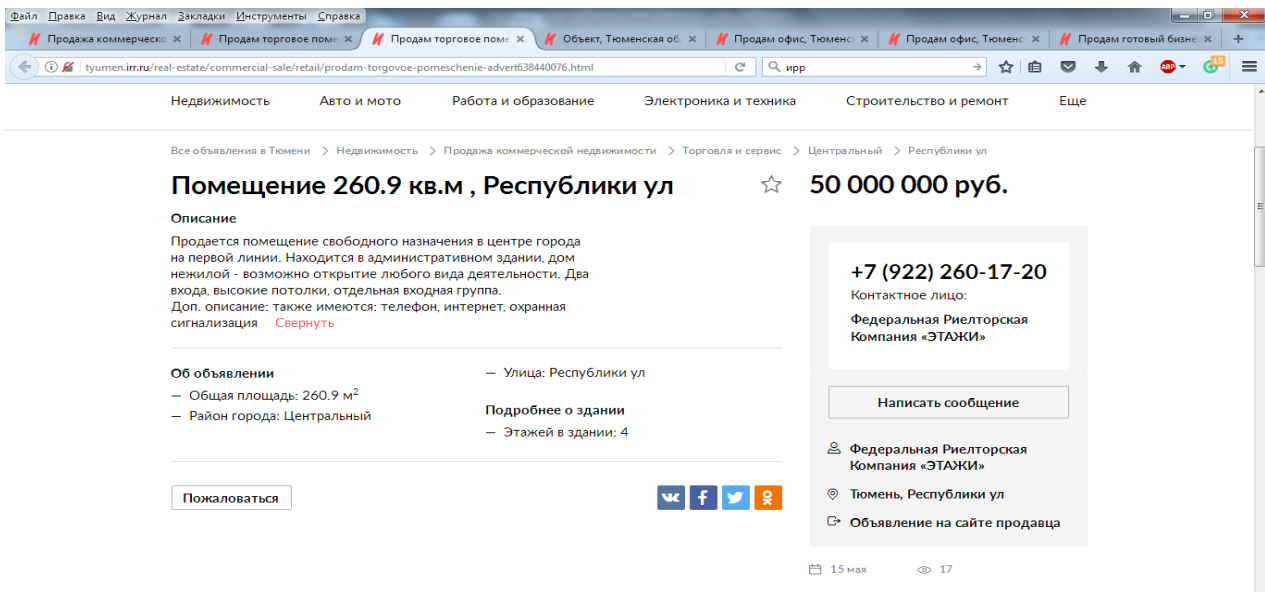 Файл Правка Вид Журнал Закладки Инструменты Справка
Продажа коммерческо Продам торговое поме Продам торговое поме Объект, Тюменская об Продам офис, Тюменс Продам офис, Тюменс Продам готовый бизне
tyumen.irr.ru/real-estate/commercial-sale/retail/prodam-torgovoe-pomeschenie-advert638440076.html ирр ABP 15
Недвижимость Авто и мото Работа и образование Электроника и техника Строительство и ремонт Еще
Все объявления в Тюмени > Недвижимость > Продажа коммерческой недвижимости > Торговля и сервис > Центральный > Республики ул
Помещение 260.9 кв.м , Республики ул
50 000 000 руб.
Описание
Продается помещение свободного назначения в центре города
на первой линии. Находится в административном здании, дом
нежилой - возможно открытие любого вида деятельности. Два
входа, высокие потолки, отдельная входная группа.
Доп. описание: также имеются: телефон, интернет, охранная
сигнализация Свернуть
Об объявлении
— Общая площадь: 260.9 м²
— Район города: Центральный
— Улица: Республики ул
Подробнее о здании
— Этажей в здании: 4
Пожаловаться
+7 (922) 260-17-20
Контактное лицо:
Федеральная Риелторская
Компания «ЭТАЖИ»
Написать сообщение
Федеральная Риелторская
Компания «ЭТАЖИ»
Тюмень, Республики ул
Объявление на сайте продавца
15 мая 17